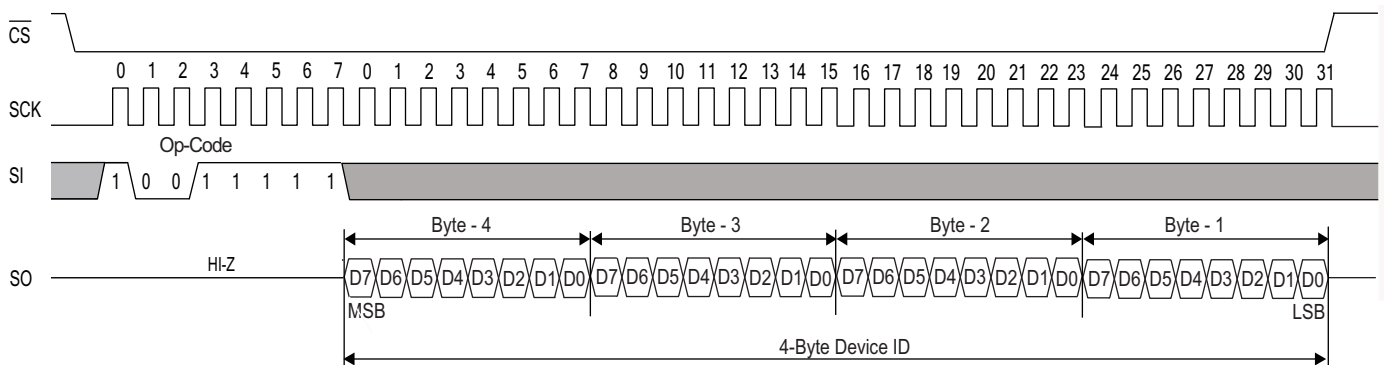 CS
0 1 2 3 4 5 6 7 0 1 2 3 4 5 6 7 8 9 10 11 12 13 14 15 16 17 18 19 20 21 22 23 24 25 26 27 28 29 30 31
SCK
Op-Code
SI 1 0 0 1 1 1 1 1
Byte - 4 Byte - 3 Byte - 2 Byte - 1
HI-Z
SO D7 D6 D5 D4 D3 D2 D1 D0 D7 D6 D5 D4 D3 D2 D1 D0 D7 D6 D5 D4 D3 D2 D1 D0 D7 D6 D5 D4 D3 D2 D1 D0
MSB LSB
4-Byte Device ID